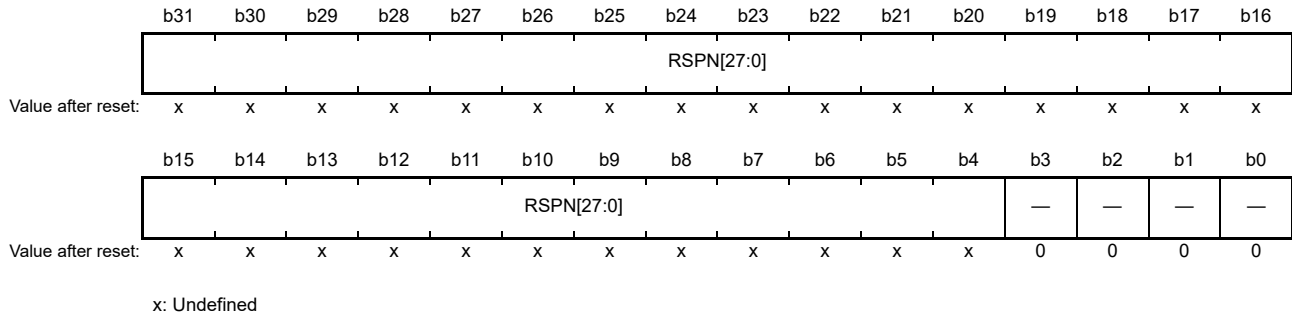 b31 b30 b29 b28 b27 b26 b25 b24 b23 b22 b21 b20 b19 b18 b17 b16
RSPN[27:0]
Value after reset: x x x x x x x x x x x x x x x x
b15 b14 b13 b12 b11 b10 b9 b8 b7 b6 b5 b4 b3 b2 b1 b0
RSPN[27:0] — — — —
Value after reset: x x x x x x x x x x x x 0 0 0 0
x: Undefined